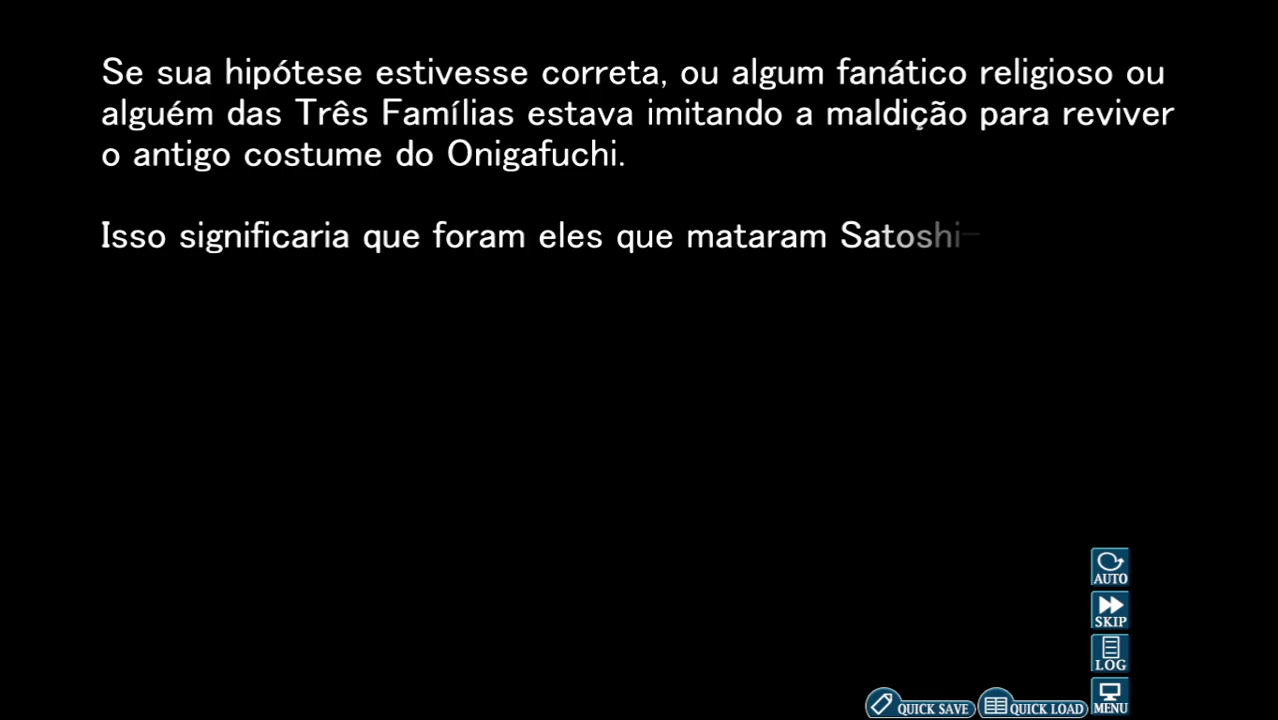 Se sua hipótese estivesse correta, ou algum fanático religioso ou
alguém das Três Famílias estava imitando a maldição para reviver
o antigo costume do Onigafuchi.
Isso significaria que foram eles que mataram Satoshi-
AUTO
SKIP
LOG
MENU
QUICK SAVE
QUICK LOAD